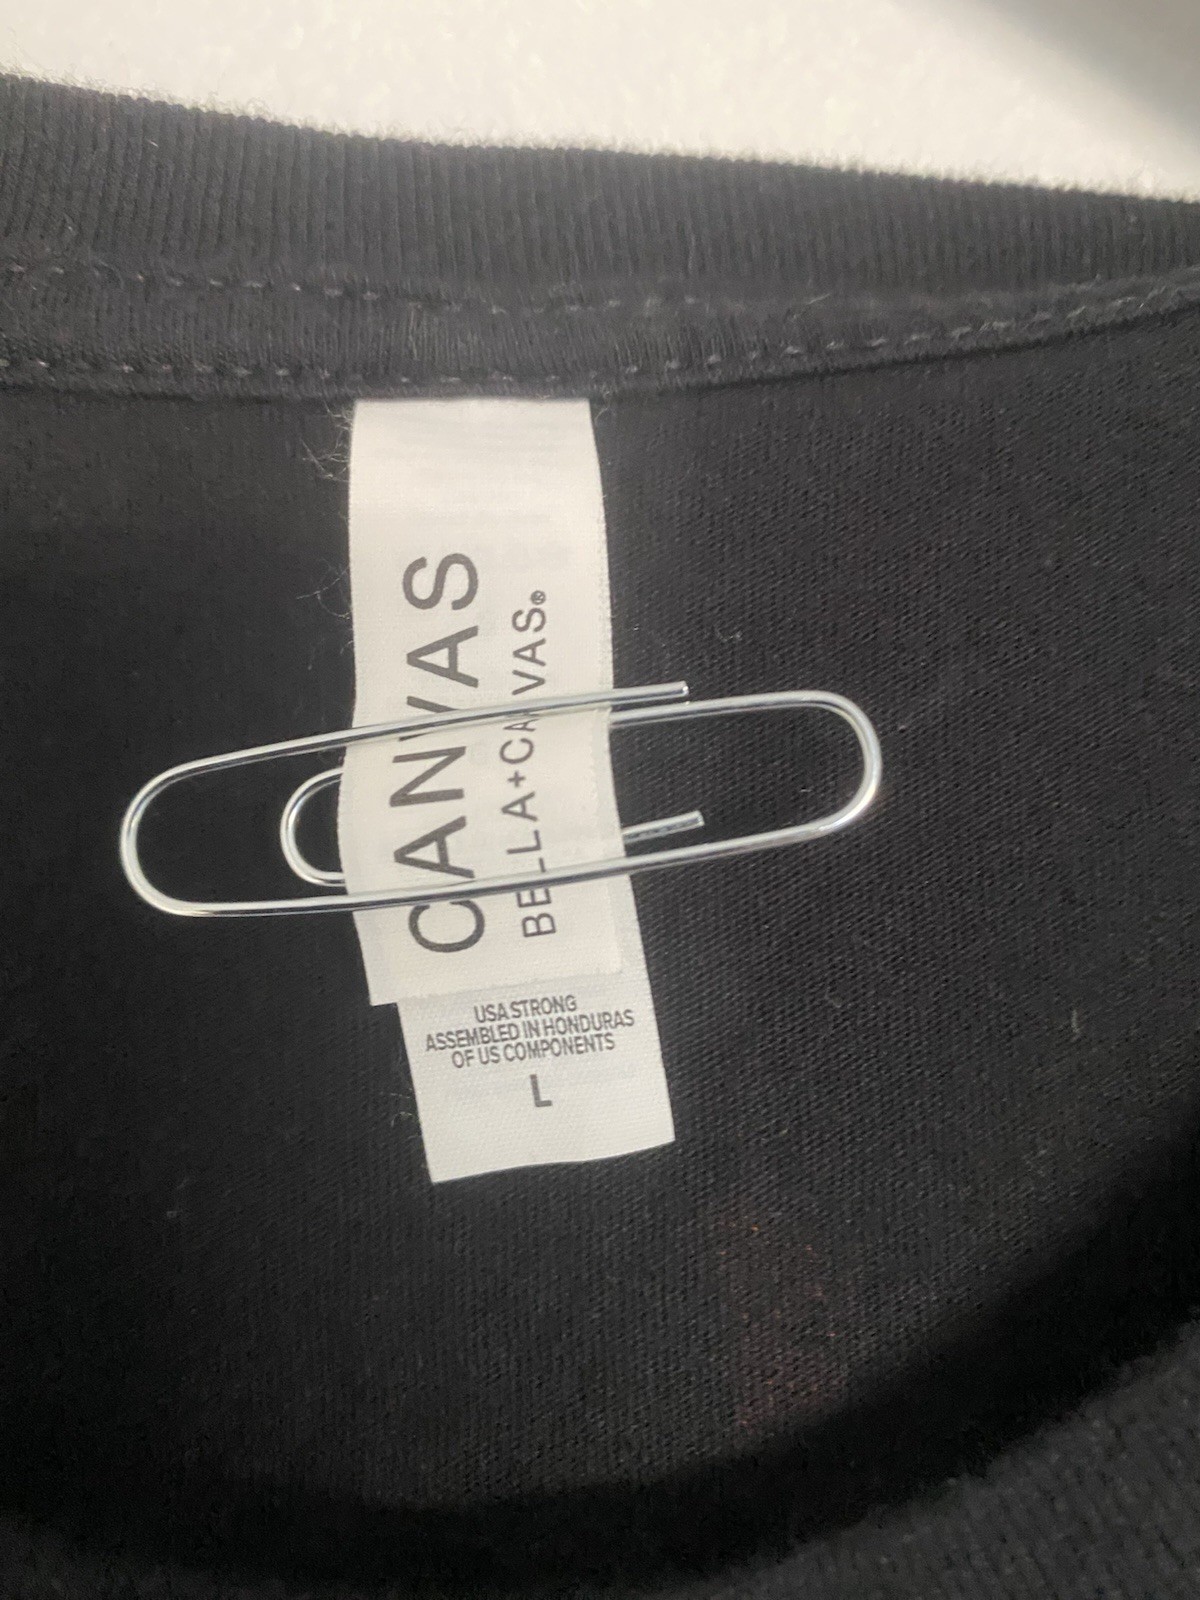 CANVAS
BELLA+CANVAS®
USA STRONG
ASSEMBLED IN HONDURAS
OF US COMPONENTS
L